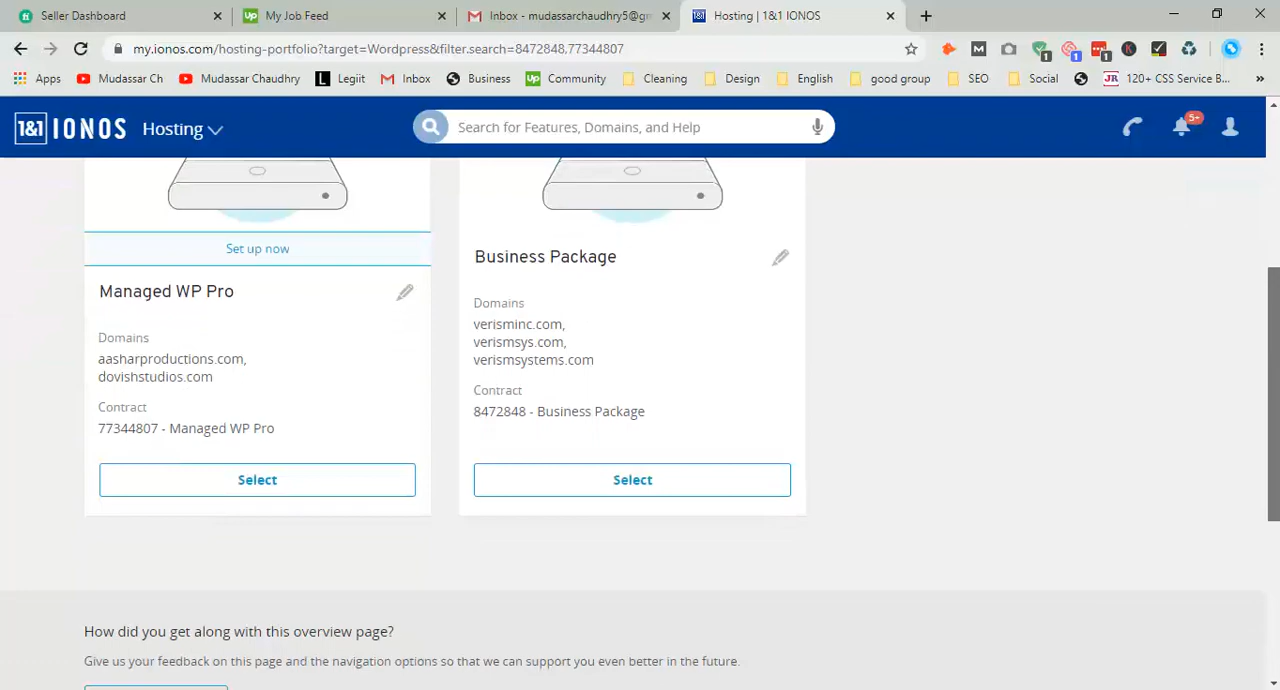 Seller Dashboard
My Job Feed
Inbox - mudassarchaudhry5@gm
Hosting | 1&1 IONOS
my.ionos.com/hosting-portfolio?target=Wordpress&filter.search=8472848.77344807
Apps
Mudassar Ch
Mudassar Chaudhry
Legiit
Inbox
Business
Community
Cleaning
Design
English
good group
SEO
Social
120+ CSS Service B...
1&1 IONOS
Hosting
Search for Features, Domains, and Help
5+
Set up now
Managed WP Pro
Domains
aasharproductions.com,
dovishstudios.com
Contract
77344807 - Managed WP Pro
Select
Business Package
Domains
verisminc.com,
verismsys.com,
verismsystems.com
Contract
8472848 - Business Package
Select
How did you get along with this overview page?
Give us your feedback on this page and the navigation options so that we can support you even better in the future.